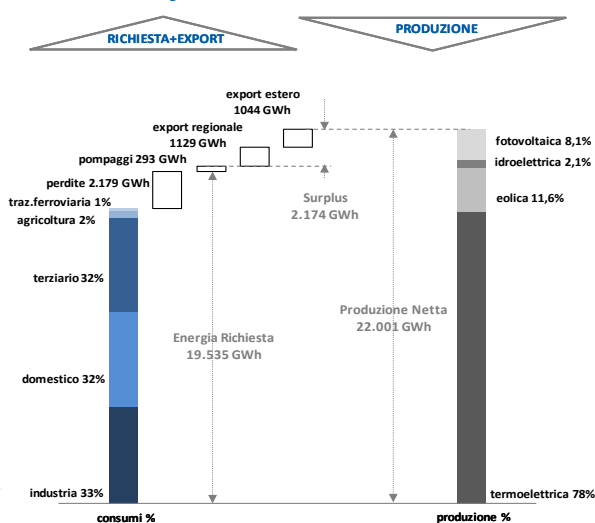 RICHIESTA+EXPORT
PRODUZIONE
export estero
1044 GWh
export regionale
1129 GWh
pompaggi 293 GWh
perdite 2.179 GWh
traz.ferroviaria 1%
agricoltura 2%
terziario 32%
domestico 32%
industria 33%
consumi %
Energia Richiesta
19.535 GWh
Surplus
2.174 GWh
Produzione Netta
22.001 GWh
fotovoltaica 8,1%
idroelettrica 2,1%
eolica 11,6%
termoelettrica 78%
produzione %